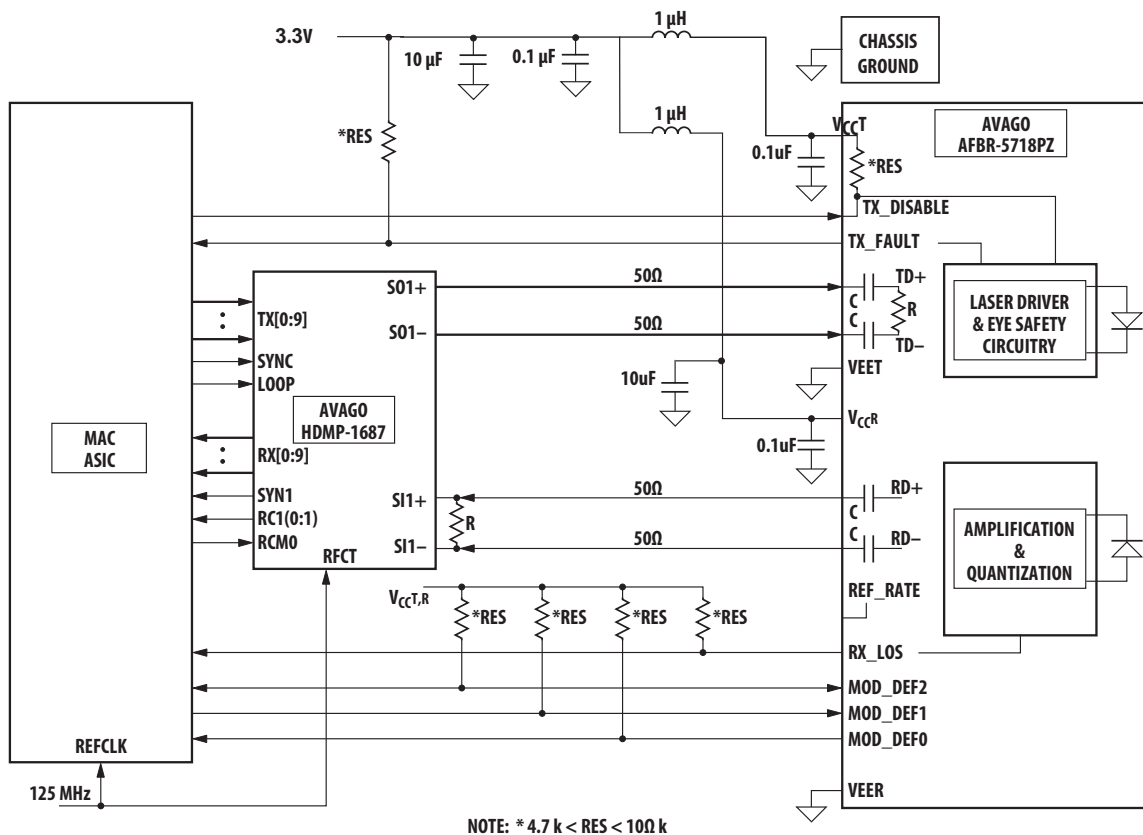 1 µH
3.3V
10 µF
0.1 µF
CHASSIS
GROUND
1 µH
*RES
VCCT
AVAGO
AFBR-5718PZ
0.1uF
*RES
TX_DISABLE
TX_FAULT
SO1+
50Ω
TD+
C
TX[0:9]
:
:
R
LASER DRIVER
& EYE SAFETY
CIRCUITRY
C
SO1–
50Ω
TD–
SYNC
LOOP
VEET
10uF
AVAGO
HDMP-1687
VCCR
MAC
ASIC
RX[0:9]
:
0.1uF
SYN1
SI1+
50Ω
RD+
C
RC1(0:1)
R
AMPLIFICATION
&
QUANTIZATION
C
RCM0
SI1–
50Ω
RD–
RFCT
REF_RATE
VCCT,R
*RES
*RES
*RES
*RES
RX_LOS
MOD_DEF2
MOD_DEF1
MOD_DEF0
REFCLK
125 MHz
VEER
NOTE: * 4.7 k < RES < 10Ω k